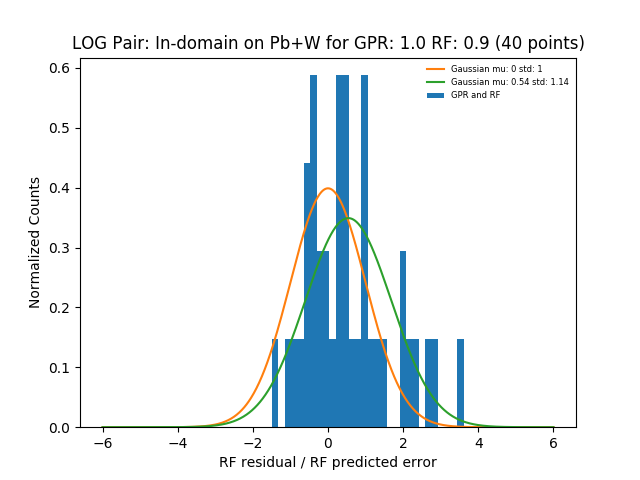 LOG Pair: In-domain on Pb+W for GPR: 1.0 RF: 0.9 (40 points)
Gaussian mu: 0 std: 1
Gaussian mu: 0.54 std: 1.14
GPR and RF
Normalized Counts
0.6
0.5
0.4
0.3
0.2
0.1
0.0
−6 −4 −2 0 2 4 6
RF residual / RF predicted error